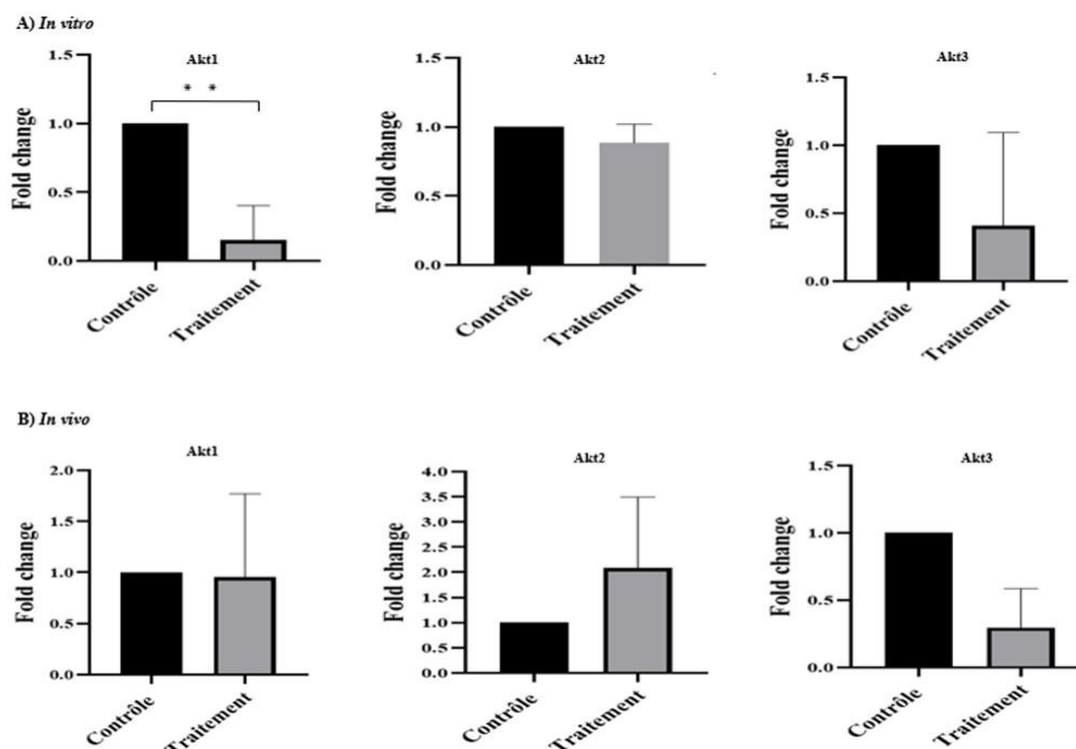 A) In vitro
Akt1
Fold change
1.5
1.0
0.5
0.0
* *
Contrôle
Traitement
Akt2
Fold change
1.5
1.0
0.5
0.0
Contrôle
Traitement
Akt3
Fold change
1.5
1.0
0.5
0.0
Contrôle
Traitement
B) In vivo
Akt1
Fold change
2.0
1.5
1.0
0.5
0.0
Contrôle
Traitement
Akt2
Fold change
4.0
3.5
3.0
2.5
2.0
1.5
1.0
0.5
0.0
Contrôle
Traitement
Akt3
Fold change
1.5
1.0
0.5
0.0
Contrôle
Traitement